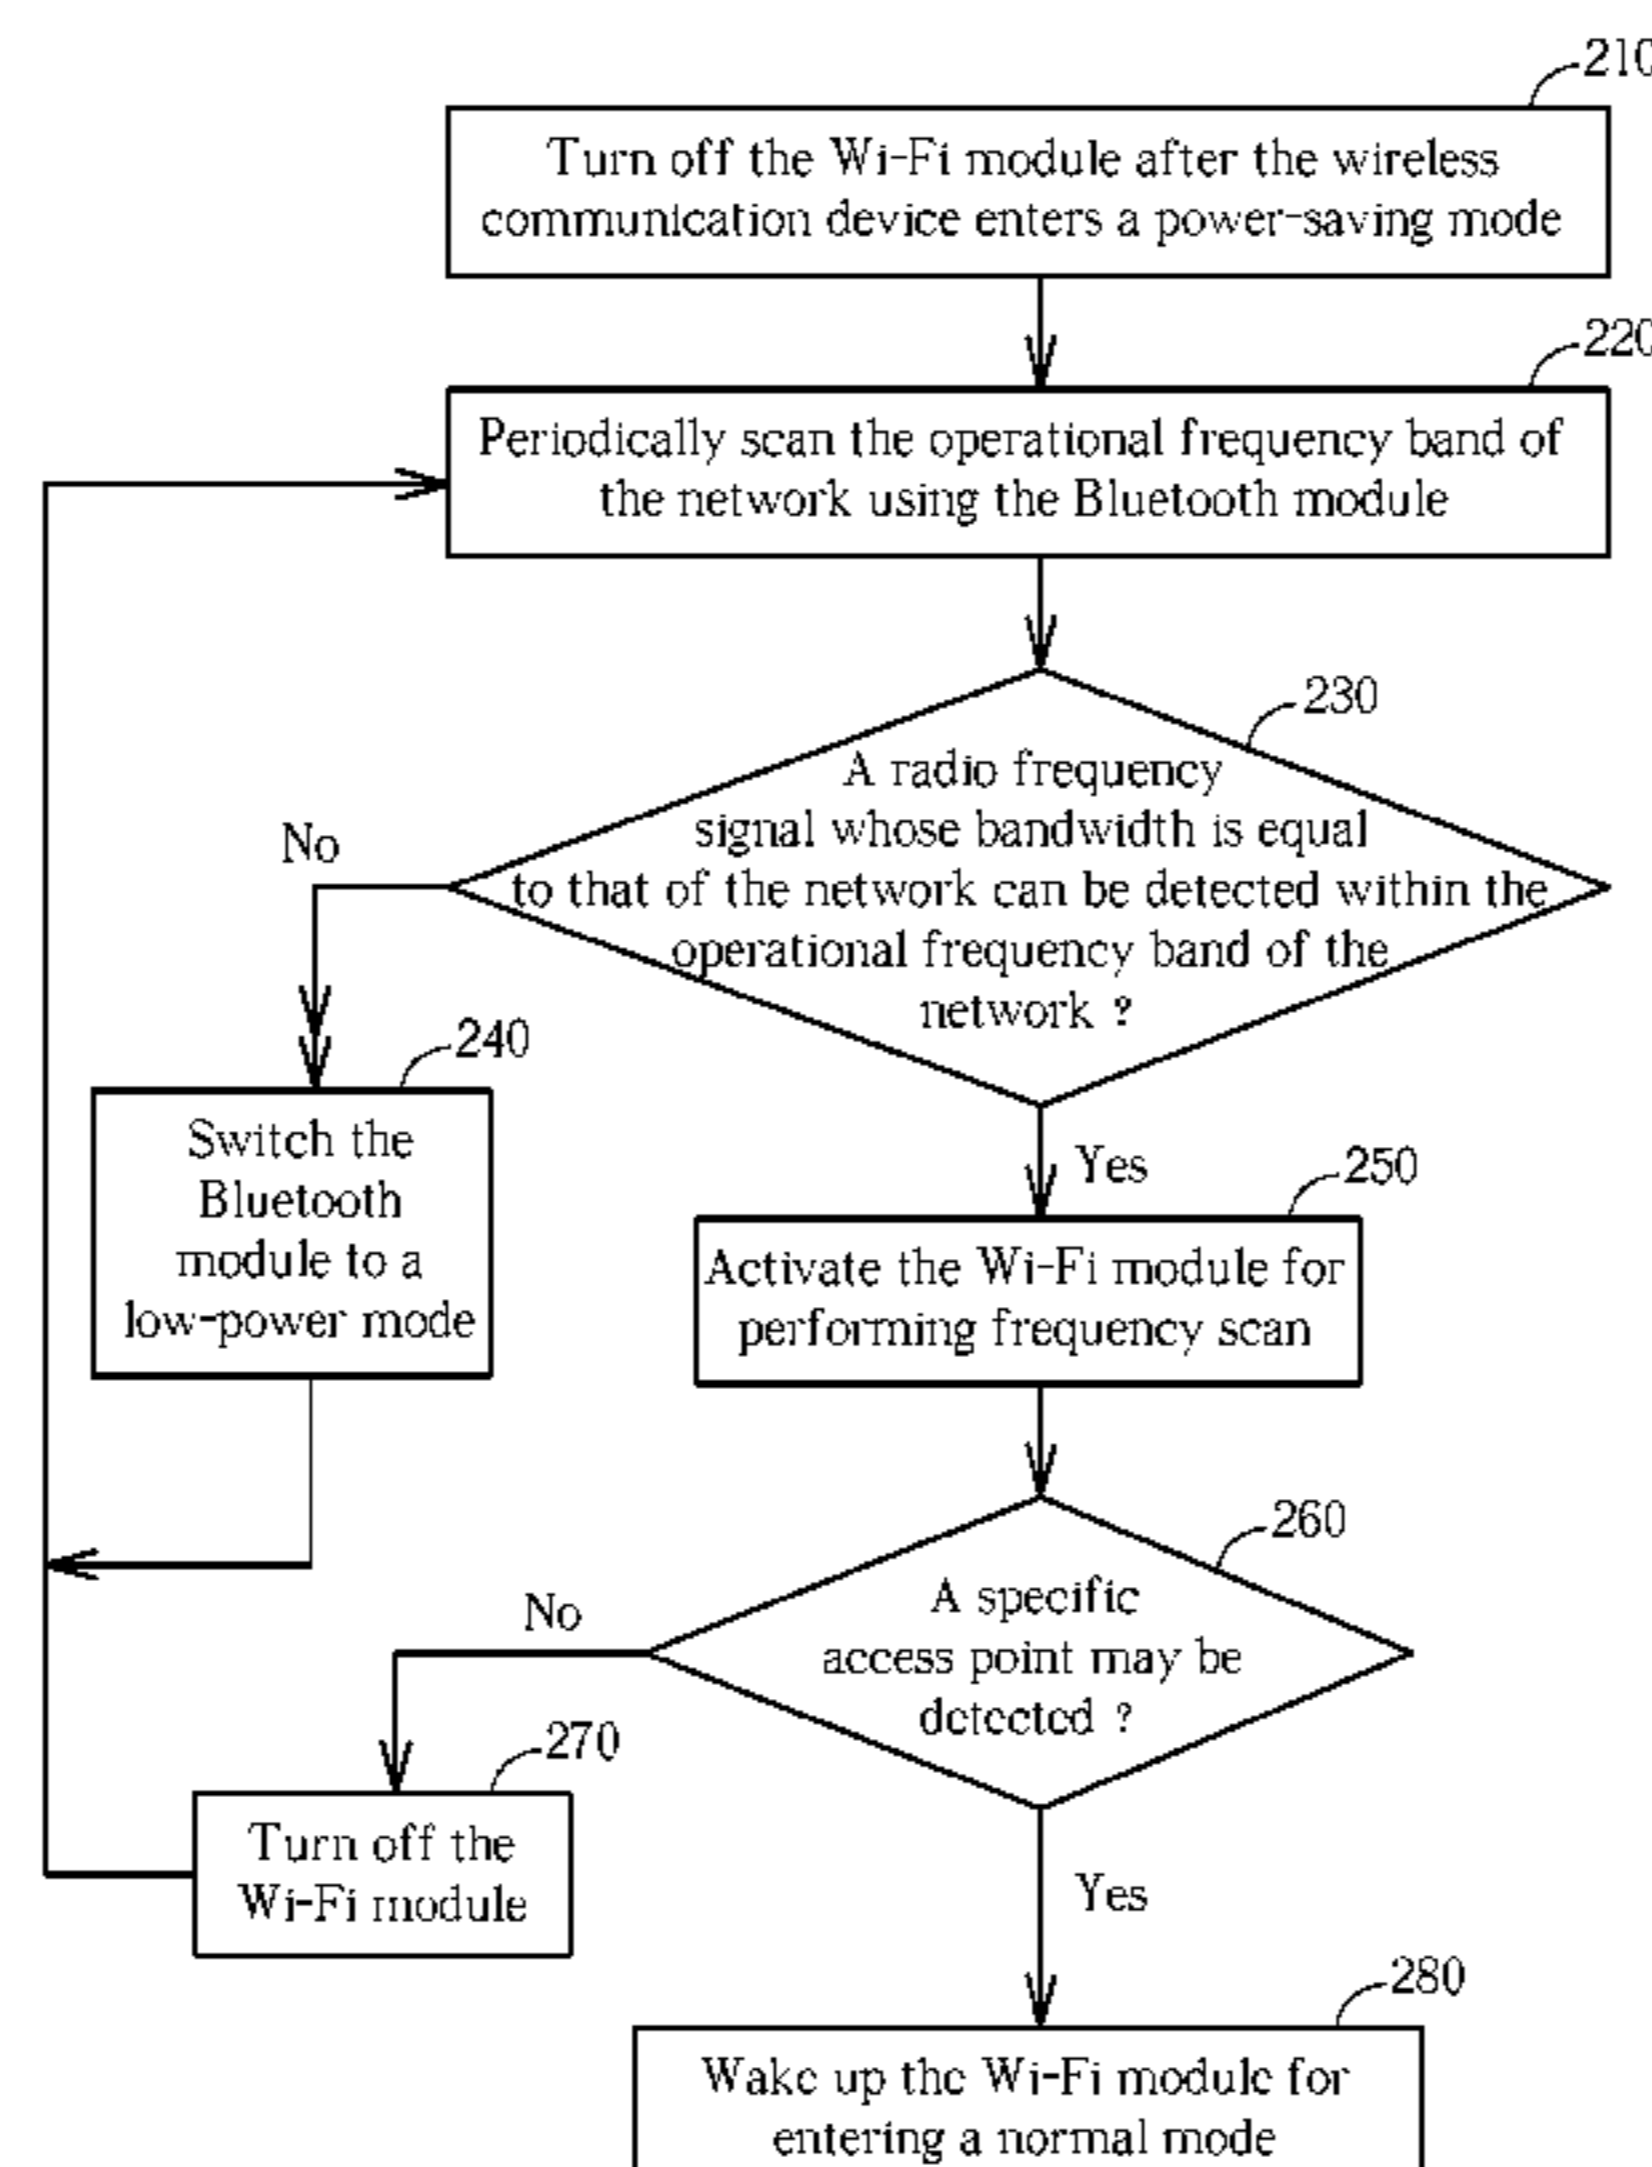 210
Turn off the Wi-Fi module after the wireless
communication device enters a power-saving mode
220
Periodically scan the operational frequency band of
the network using the Bluetooth module
230
A radio frequency
signal whose bandwidth is equal
to that of the network can be detected within the
operational frequency band of the
network ?
No
240
Switch the
Bluetooth
module to a
low-power mode
Yes
250
Activate the Wi-Fi module for
performing frequency scan
260
A specific
access point may be
detected ?
No
270
Turn off the
Wi-Fi module
Yes
280
Wake up the Wi-Fi module for
entering a normal mode